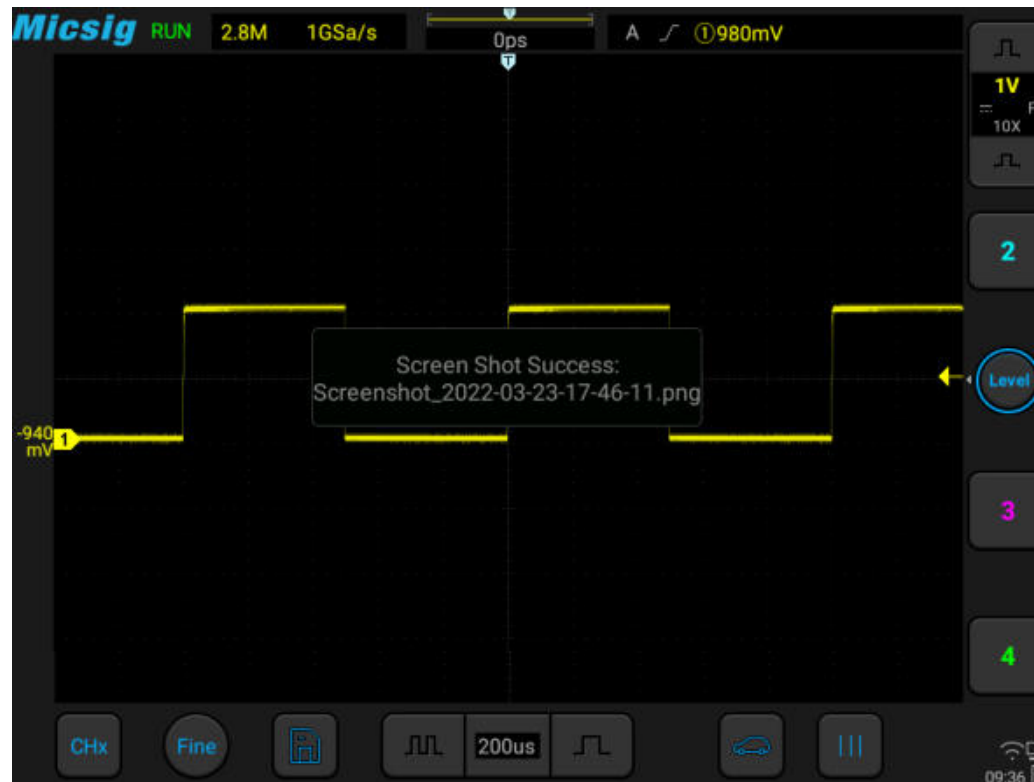 Micsig RUN 2.8M 1GSa/s 0ps A ①980mV
T
1V
10X
2
Screen Shot Success:
Screenshot_2022-03-23-17-46-11.png
Level
-940
mV
1
3
4
CHx Fine 200us
09:36